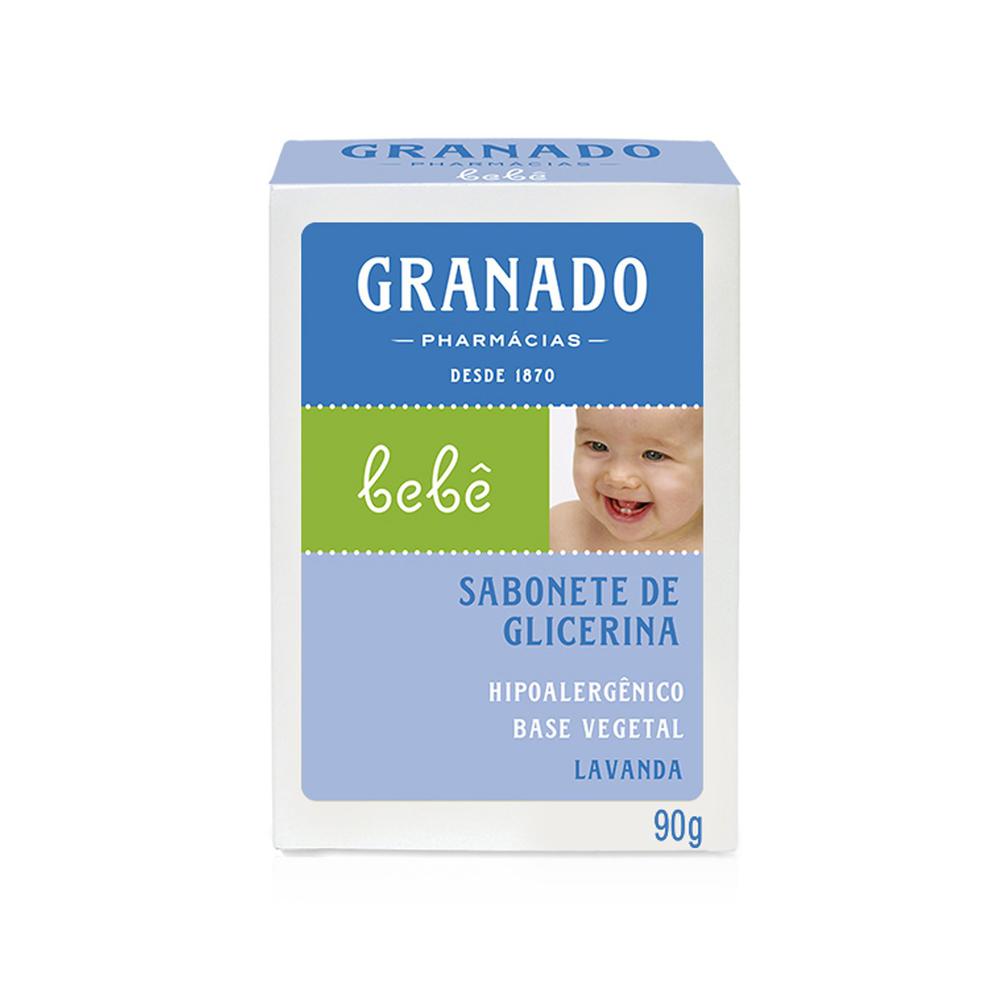 GRANADO
PHARMÁCIAS
bebê
GRANADO
PHARMÁCIAS
DESDE 1870
bebê
SABONETE DE
GLICERINA
HIPOALERGÊNICO
BASE VEGETAL
LAVANDA
90g